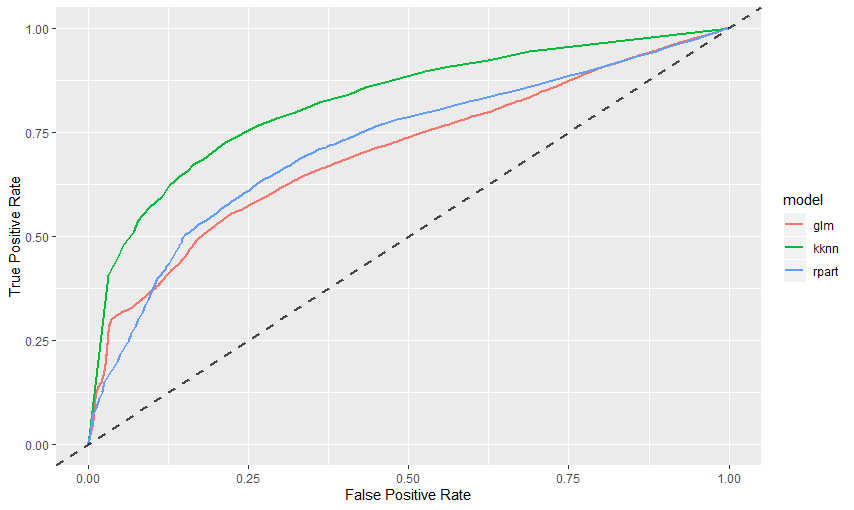 1.00
0.75
0.50
0.25
0.00
True Positive Rate
0.00 0.25 0.50 0.75 1.00
False Positive Rate
model
glm
kknn
rpart